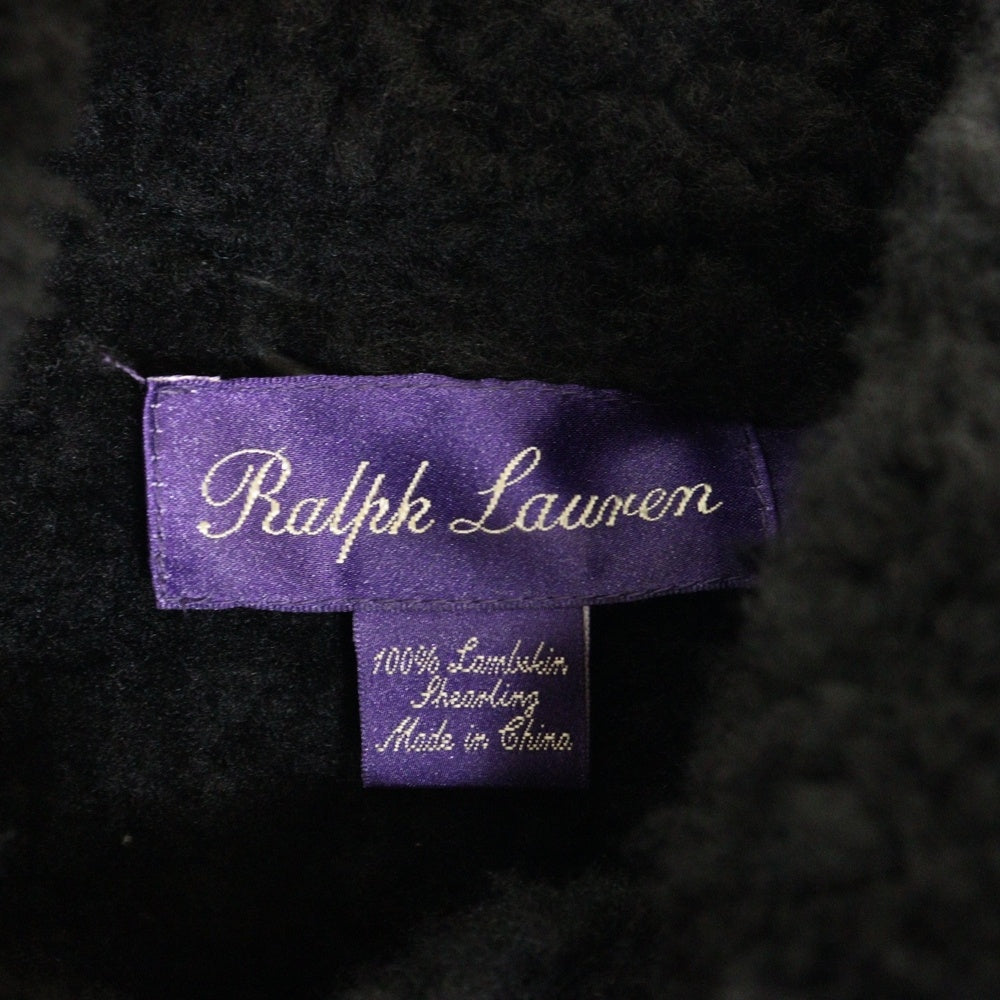 Ralph Lauren
100% Lambskin
Shearling
Made in China